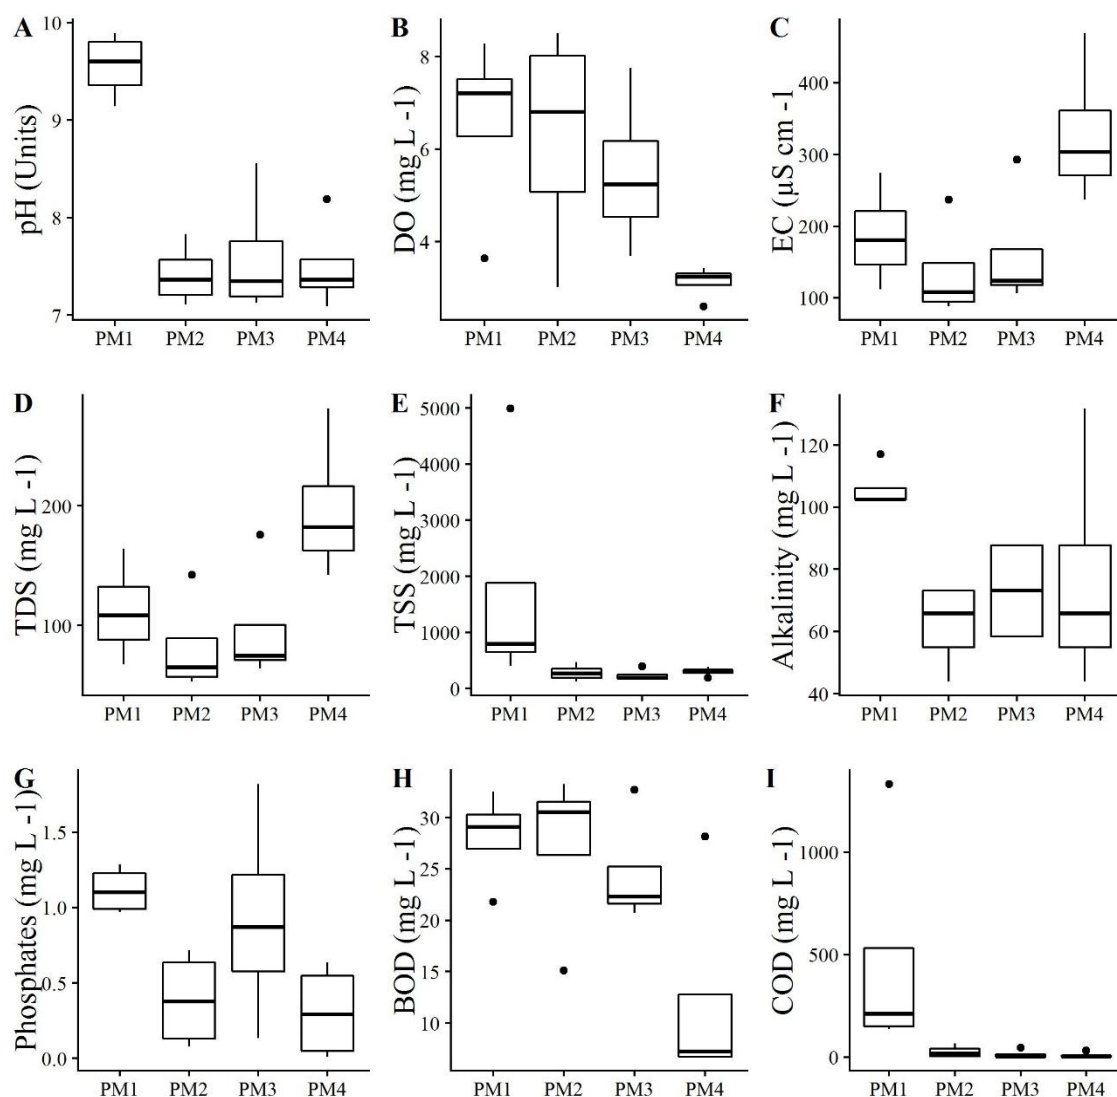 A
pH (Units)
10
9
8
7
PM1 PM2 PM3 PM4
B
DO (mg L -1)
8
6
4
PM1 PM2 PM3 PM4
C
EC (µS cm -1
400
300
200
100
PM1 PM2 PM3 PM4
D
TDS (mg L -1)
200
100
PM1 PM2 PM3 PM4
E
TSS (mg L -1)
5000
4000
3000
2000
1000
0
PM1 PM2 PM3 PM4
F
Alkalinity (mg L -1)
120
100
80
60
40
PM1 PM2 PM3 PM4
G
Phosphates (mg L -1)
1.5
1.0
0.5
0.0
PM1 PM2 PM3 PM4
H
BOD (mg L -1)
30
25
20
15
10
PM1 PM2 PM3 PM4
I
COD (mg L -1)
1000
500
0
PM1 PM2 PM3 PM4